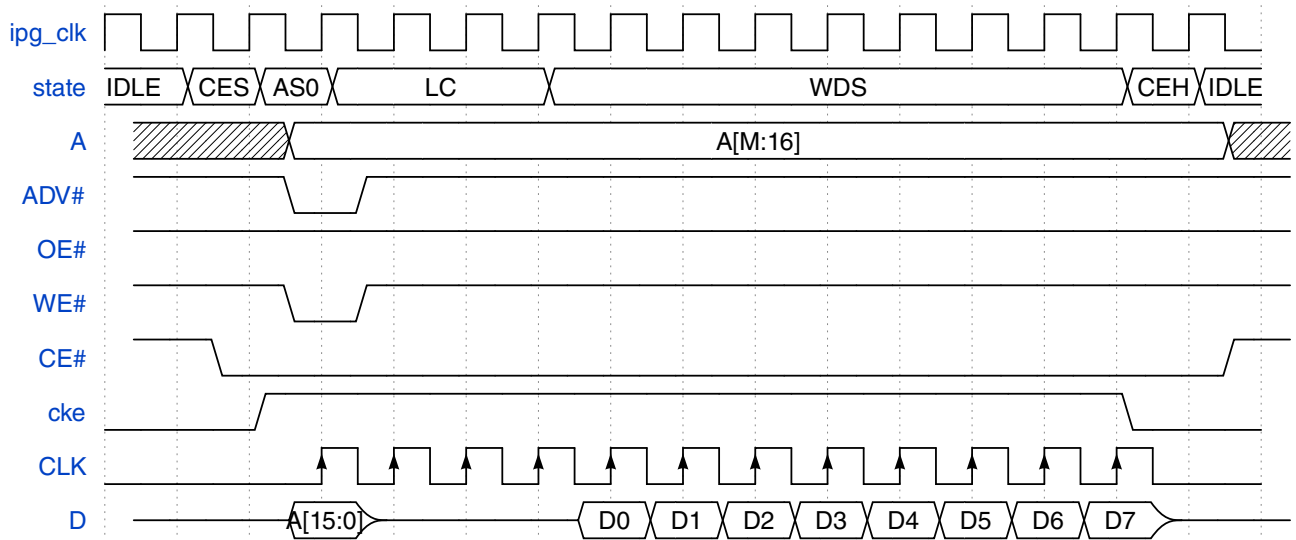 ipg_clk
state IDLE CES AS0 LC WDS CEH IDLE
A A[M:16]
ADV#
OE#
WE#
CE#
cke
CLK
D A[15:0] D0 D1 D2 D3 D4 D5 D6 D7